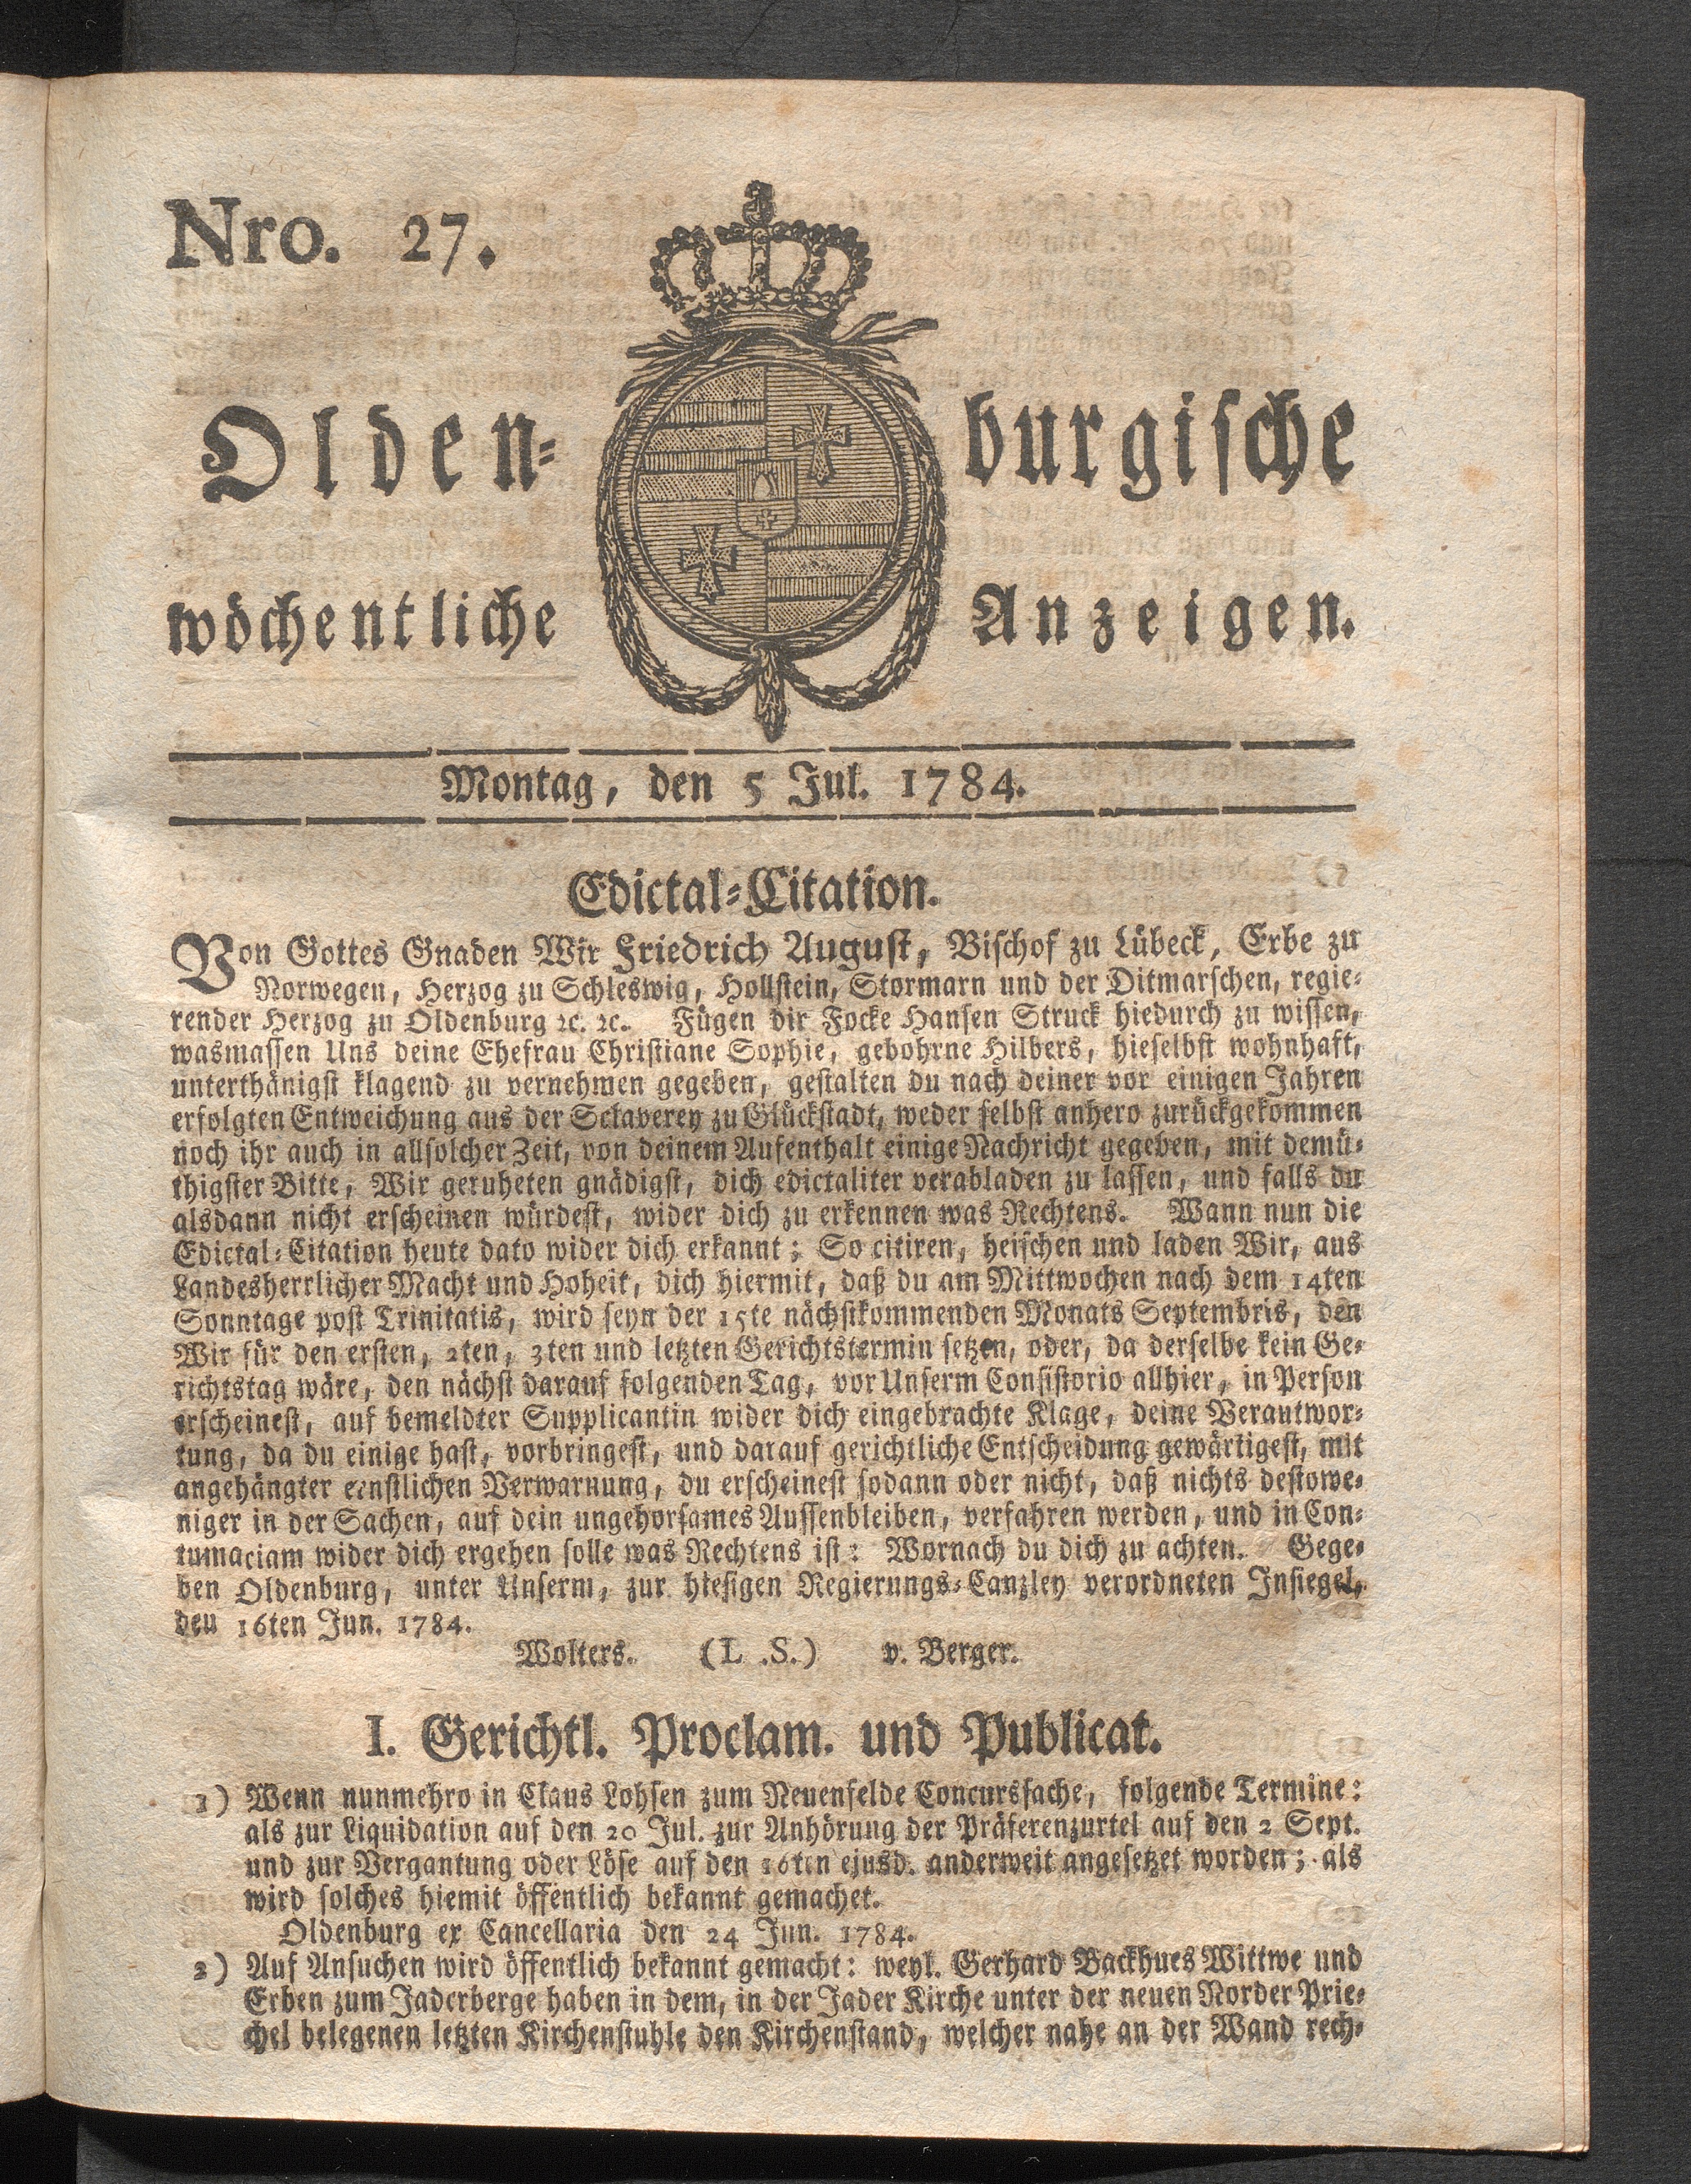 Nro. 27.
Olden-burgische
wöchentliche Anzeigen.
Montag, den 5 Jul. 1784.
Edictal-Citation.
Von Gottes Gnaden Wir Friedrich August, Bischof zu Lübeck, Erbe zu
Norwegen, Herzog zu Schleswig, Hollstein, Stormarn und der Ditmarschen, regie-
render Herzog zu Oldenburg ꝛc. ꝛc. Fügen dir Focke Hansen Struck hiedurch zu wissen,
wasmassen Uns deine Ehefrau Christiane Sophie, gebohrne Hilbers, hieselbst wohnhaft,
unterthänigst klagend zu vernehmen gegeben, gestalten du nach deiner vor einigen Jahren
erfolgten Entweichung aus der Sclaverey zu Glückstadt, weder selbst anhero zurückgekommen
noch ihr auch in allsolcher Zeit, von deinem Aufenthalt einige Nachricht gegeben, mit demü-
thigster Bitte, Wir geruheten gnädigst, dich edictaliter verabladen zu lassen, und falls du
alsdann nicht erscheinen würdest, wider dich zu erkennen was Rechtens. Wann nun die
Edictal-Citation heute dato wider dich erkannt; So citiren, heischen und laden Wir, aus
Landesherrlicher Macht und Hoheit, dich hiermit, daß du am Mittwochen nach dem 14ten
Sonntage post Trinitatis, wird seyn der 15te nächstkommenden Monats Septembris, den
Wir für den ersten, 2ten, 3ten und letzten Gerichtstermin setzen, oder, da derselbe kein Ge-
richtstag wäre, den nächst darauf folgenden Tag, vor Unserm Consistorio allhier, in Person
erscheinest, auf bemeldter Supplicantin wider dich eingebrachte Klage, deine Verantwor-
tung, da du einige hast, vorbringest, und darauf gerichtliche Entscheidung gewärtigest, mit
angehängter ernstlichen Verwarnung, du erscheinest sodann oder nicht, daß nichts destowe-
niger in der Sachen, auf dein ungehorsames Aussenbleiben, verfahren werden, und in Con-
tumaciam wider dich ergehen solle was Rechtens ist: Wornach du dich zu achten. Gege-
ben Oldenburg, unter Unserm, zur hiesigen Regierungs-Canzley verordneten Insiegel,
den 16ten Jun. 1784.
Wolters. (L .S.) v. Berger.
I. Gerichtl. Proclam. und Publicat.
1) Wenn nunmehro in Claus Lohsen zum Neuenfelde Concurssache, folgende Termine:
als zur Liquidation auf den 20 Jul. zur Anhörung der Präferenzurtel auf den 2 Sept.
und zur Vergantung oder Löse auf den 16ten ejusd. anderweit angesetzet worden; als
wird solches hiemit öffentlich bekannt gemachet.
Oldenburg ex Cancellaria den 24 Jun. 1784.
2) Auf Ansuchen wird öffentlich bekannt gemacht: weyl. Gerhard Backhues Wittwe und
Erben zum Jaderberge haben in dem, in der Jader Kirche unter der neuen Norder Prie-
chel belegenen letzten Kirchenstuhle den Kirchenstand, welcher nahe an der Wand rech-